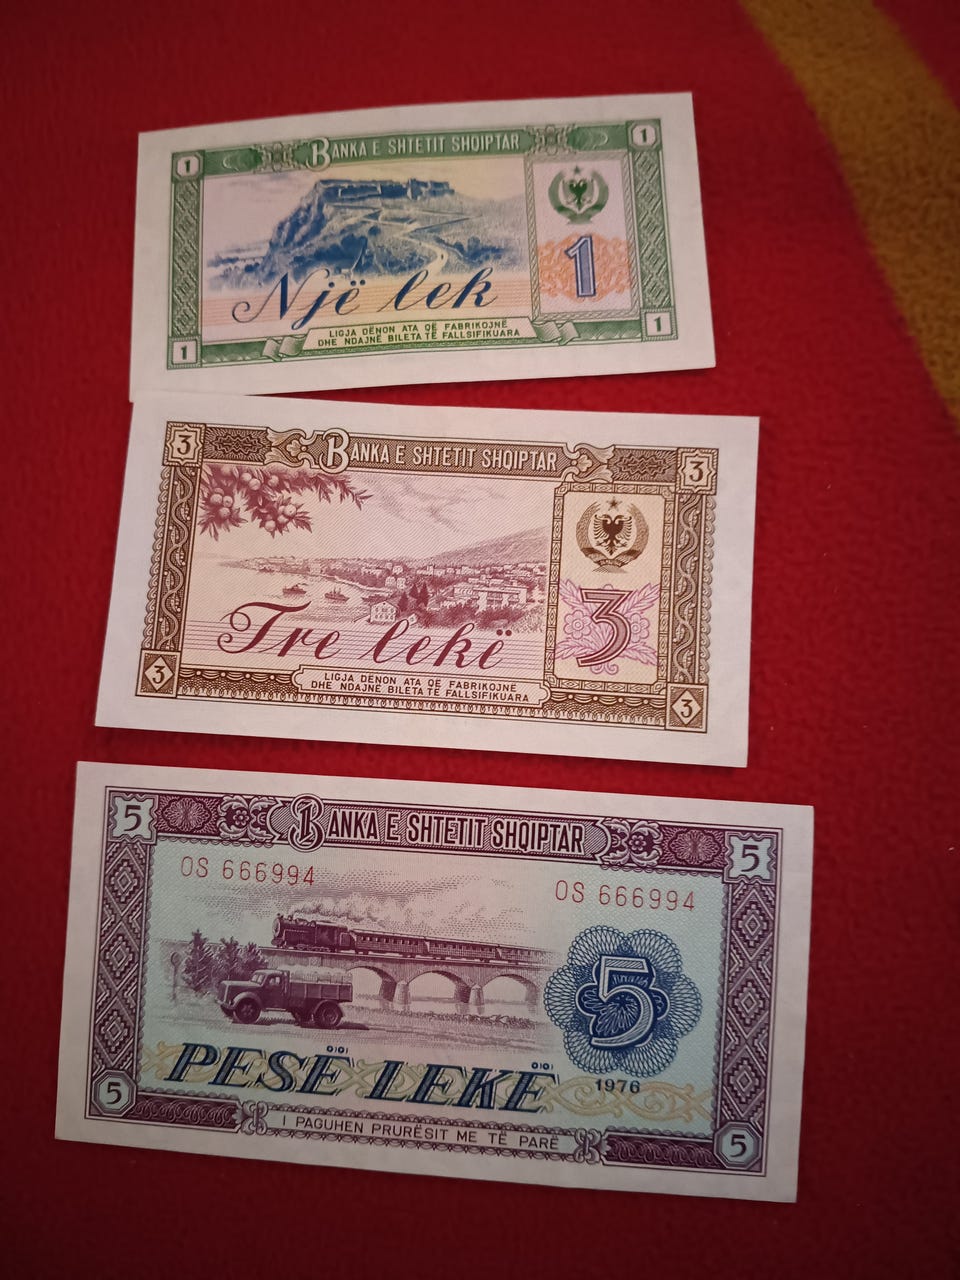 1 BANKA E SHTETIT SHQIPTAR 1
1
Një lek
LIGJA DËNON ATA QË FABRIKOJNË
DHE NDAJNË BILETA TË FALLSIFIKUARA
1 1
3 BANKA E SHTETIT SHQIPTAR 3
3
Tre lekë
LIGJA DËNON ATA QË FABRIKOJNË
DHE NDAJNË BILETA TË FALLSIFIKUARA
3 3
5 BANKA E SHTETIT SHQIPTAR 5
OS 666994
OS 666994
5
PESË LEKË
1976
5 I PAGUHEN PRURËSIT ME TË PARË 5